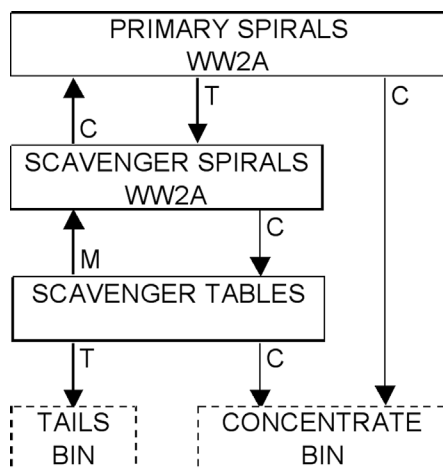 PRIMARY SPIRALS
WW2A
C
T
C
SCAVENGER SPIRALS
WW2A
M
C
SCAVENGER TABLES
T
C
TAILS
BIN
CONCENTRATE
BIN